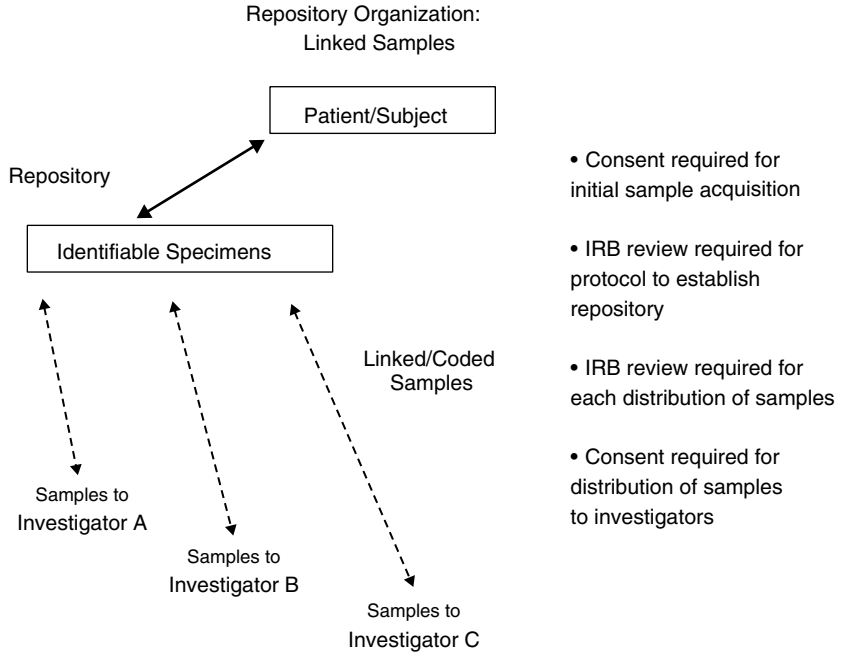 Repository Organization:
Linked Samples
Patient/Subject
Repository
Identifiable Specimens
Linked/Coded
Samples
Samples to
Investigator A
Samples to
Investigator B
Samples to
Investigator C
• Consent required for
initial sample acquisition
• IRB review required for
protocol to establish
repository
• IRB review required for
each distribution of samples
• Consent required for
distribution of samples
to investigators